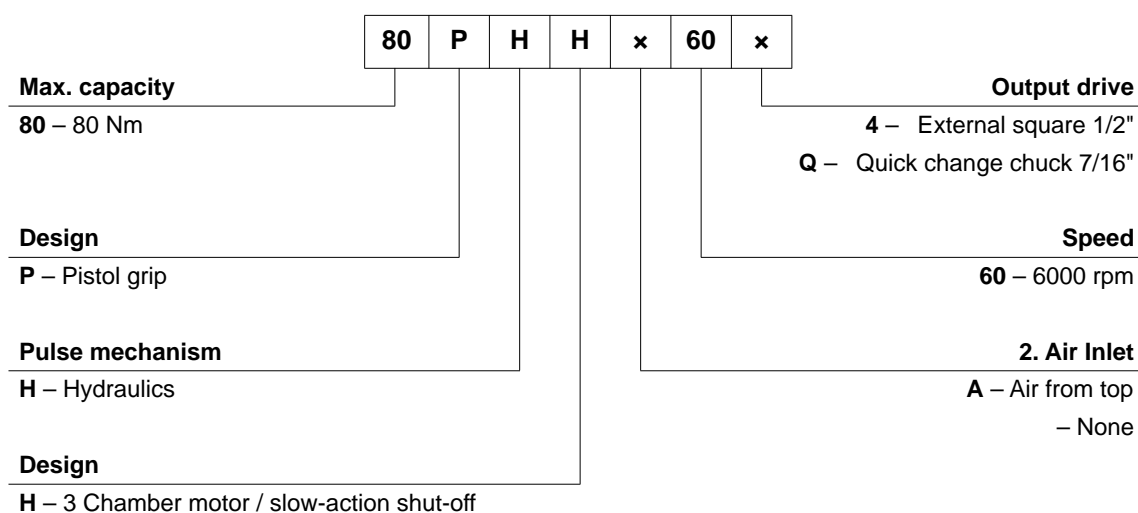 80 P H H × 60 ×
Max. capacity
80 – 80 Nm
Design
P – Pistol grip
Pulse mechanism
H – Hydraulics
Design
H – 3 Chamber motor / slow-action shut-off
Output drive
4 – External square 1/2"
Q – Quick change chuck 7/16"
Speed
60 – 6000 rpm
2. Air Inlet
A – Air from top
– None